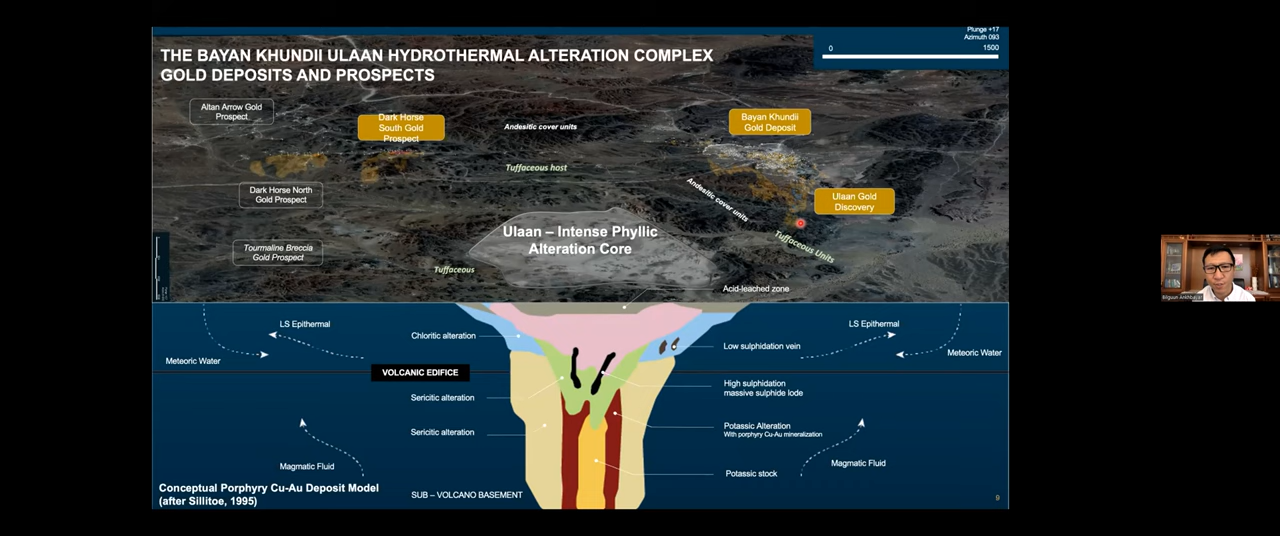 THE BAYAN KHUNDII ULAAN HYDROTHERMAL ALTERATION COMPLEX
GOLD DEPOSITS AND PROSPECTS
Plunge +17
Azimuth 093
0
1500
Altan Arrow Gold
Prospect
Dark Horse
South Gold
Prospect
Andesitic cover units
Bayan Khundii
Gold Deposit
Tuffaceous host
Dark Horse North
Gold Prospect
Andesitic cover units
Ulaan Gold
Discovery
Ulaan – Intense Phyllic
Alteration Core
Tourmaline Breccia
Gold Prospect
Tuffaceous Units
Tuffaceous
Acid-leached zone
LS Epithermal
Chloritic alteration
LS Epithermal
Meteoric Water
Low sulphidation vein
Meteoric Water
VOLCANIC EDIFICE
High sulphidation
massive sulphide lode
Sericitic alteration
Sericitic alteration
Potassic Alteration
With porphyry Cu-Au mineralization
Magmatic Fluid
Potassic stock
Magmatic Fluid
Conceptual Porphyry Cu-Au Deposit Model
(after Sillitoe, 1995)
SUB – VOLCANO BASEMENT
9
Bilguun Ankhbayar